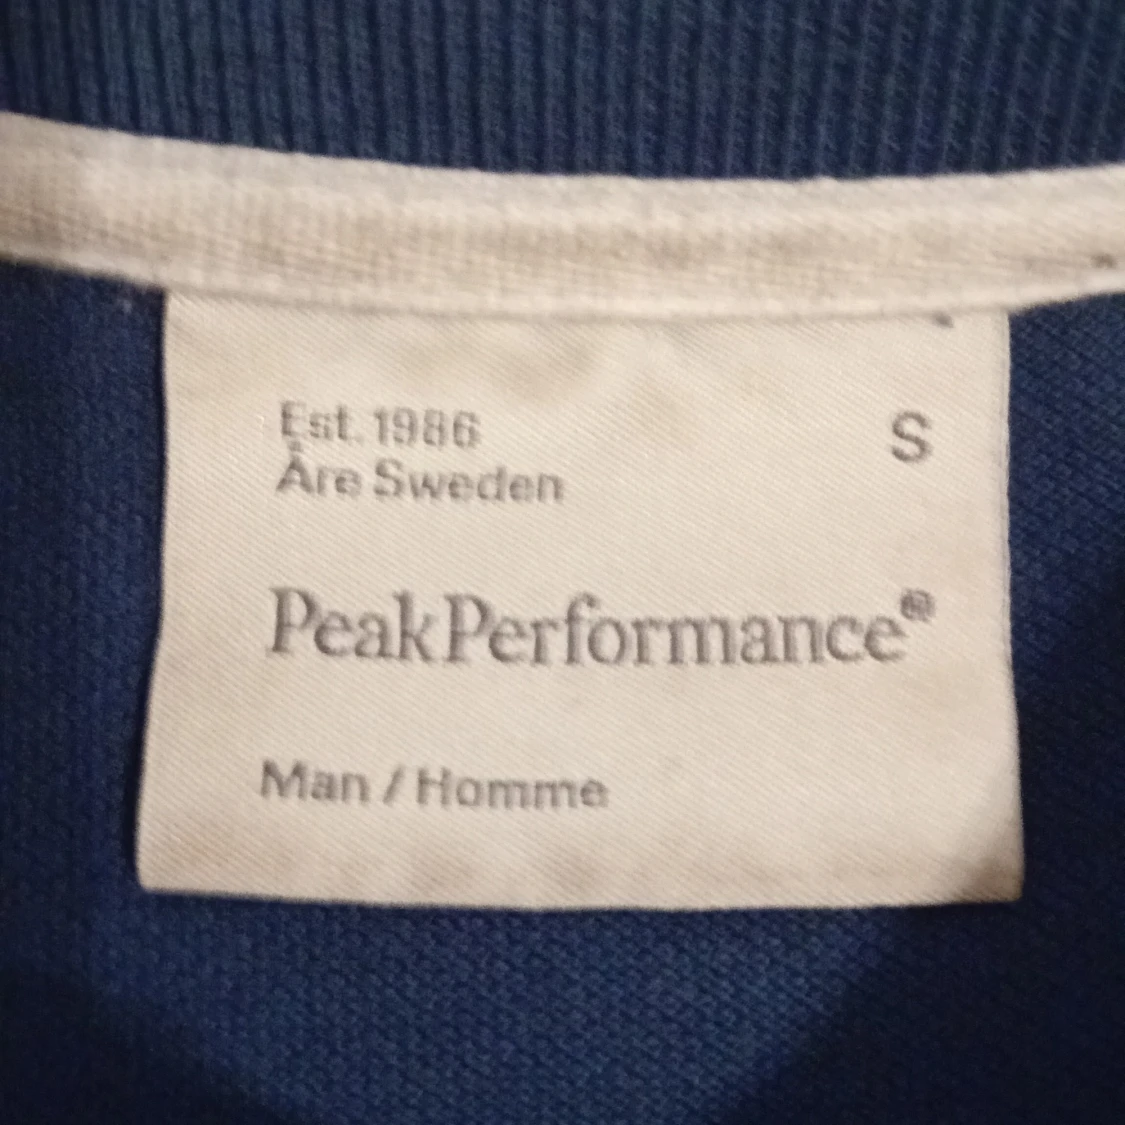 Est. 1986
Åre Sweden
S
PeakPerformance®
Man / Homme